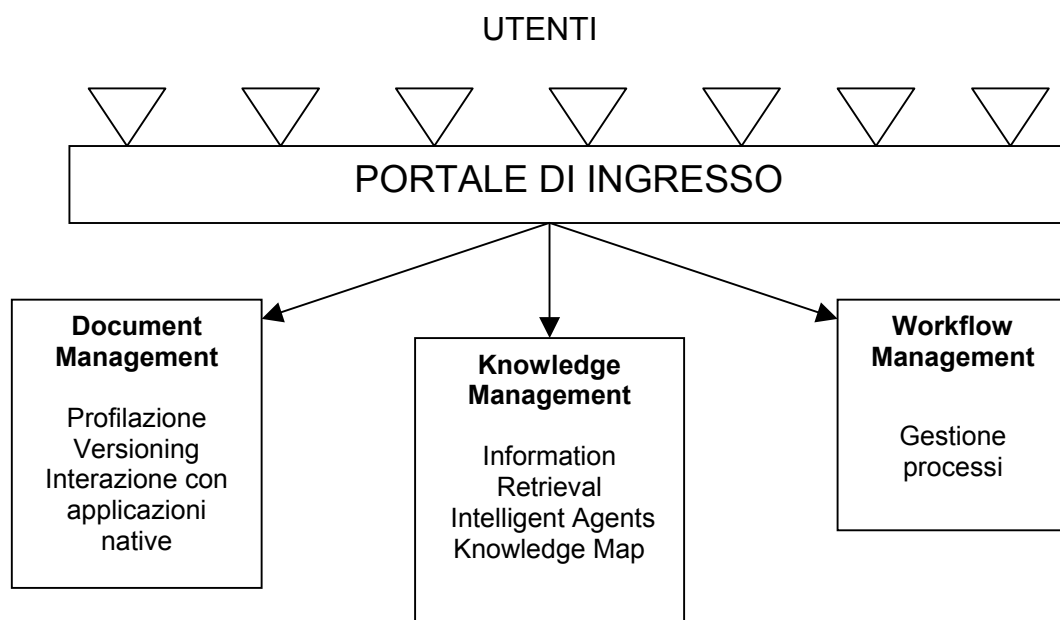 UTENTI
PORTALE DI INGRESSO
Document
Management
Profilazione
Versioning
Interazione con
applicazioni
native
Knowledge
Management
Information
Retrieval
Intelligent Agents
Knowledge Map
Workflow
Management
Gestione
processi